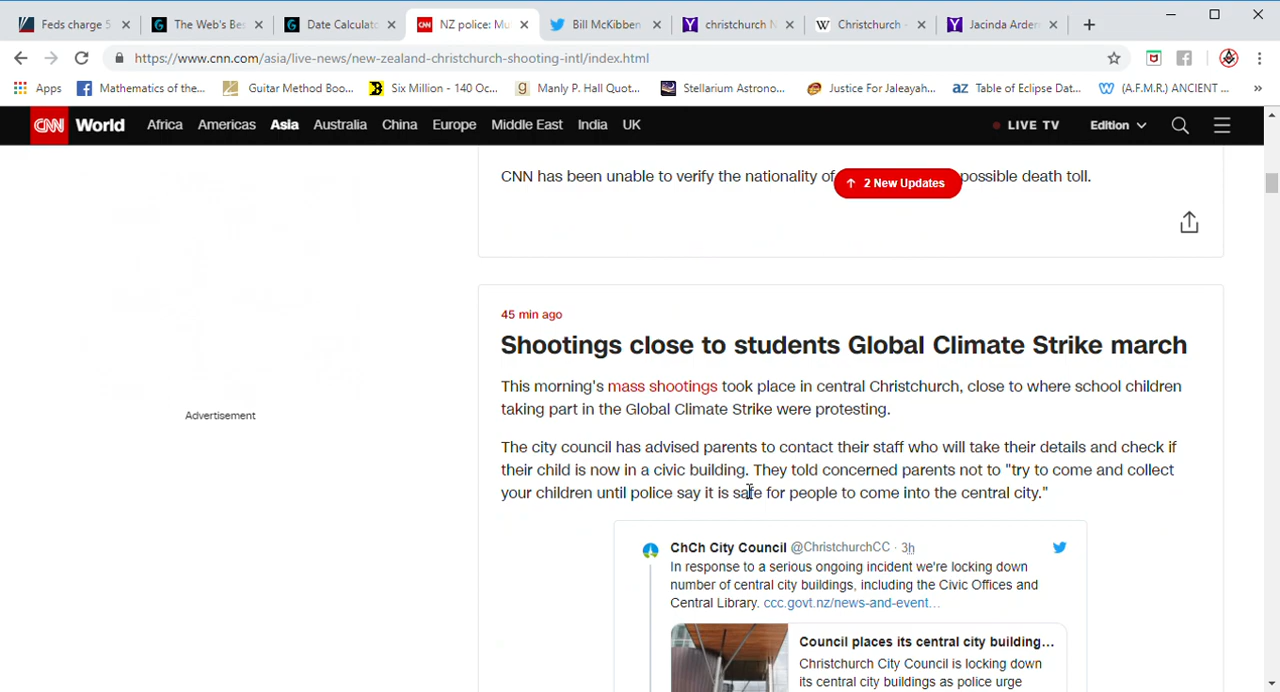 Feds charge 5
The Web's Be
Date Calculato
CNN
NZ police: Mu
Bill McKibben
christchurch M
W
Christchurch -
Jacinda Arder
https://www.cnn.com/asia/live-news/new-zealand-christchurch-shooting-intl/index.html
Apps
Mathematics of the...
Guitar Method Boo...
Six Million - 140 Oc...
Manly P. Hall Quot...
Stellarium Astrono...
Justice For Jaleayah...
az Table of Eclipse Dat...
(A.F.M.R.) ANCIENT ...
»
CNN World
Africa
Americas
Asia
Australia
China
Europe
Middle East
India
UK
LIVE TV
Edition
CNN has been unable to verify the nationality of
possible death toll.
2 New Updates
45 min ago
Shootings close to students Global Climate Strike march
This morning's mass shootings took place in central Christchurch, close to where school children
taking part in the Global Climate Strike were protesting.
Advertisement
The city council has advised parents to contact their staff who will take their details and check if
their child is now in a civic building. They told concerned parents not to "try to come and collect
your children until police say it is safe for people to come into the central city."
ChCh City Council @ChristchurchCC · 3h
In response to a serious ongoing incident we're locking down
number of central city buildings, including the Civic Offices and
Central Library. ccc.govt.nz/news-and-event…
Council places its central city building...
Christchurch City Council is locking down
its central city buildings as police urge